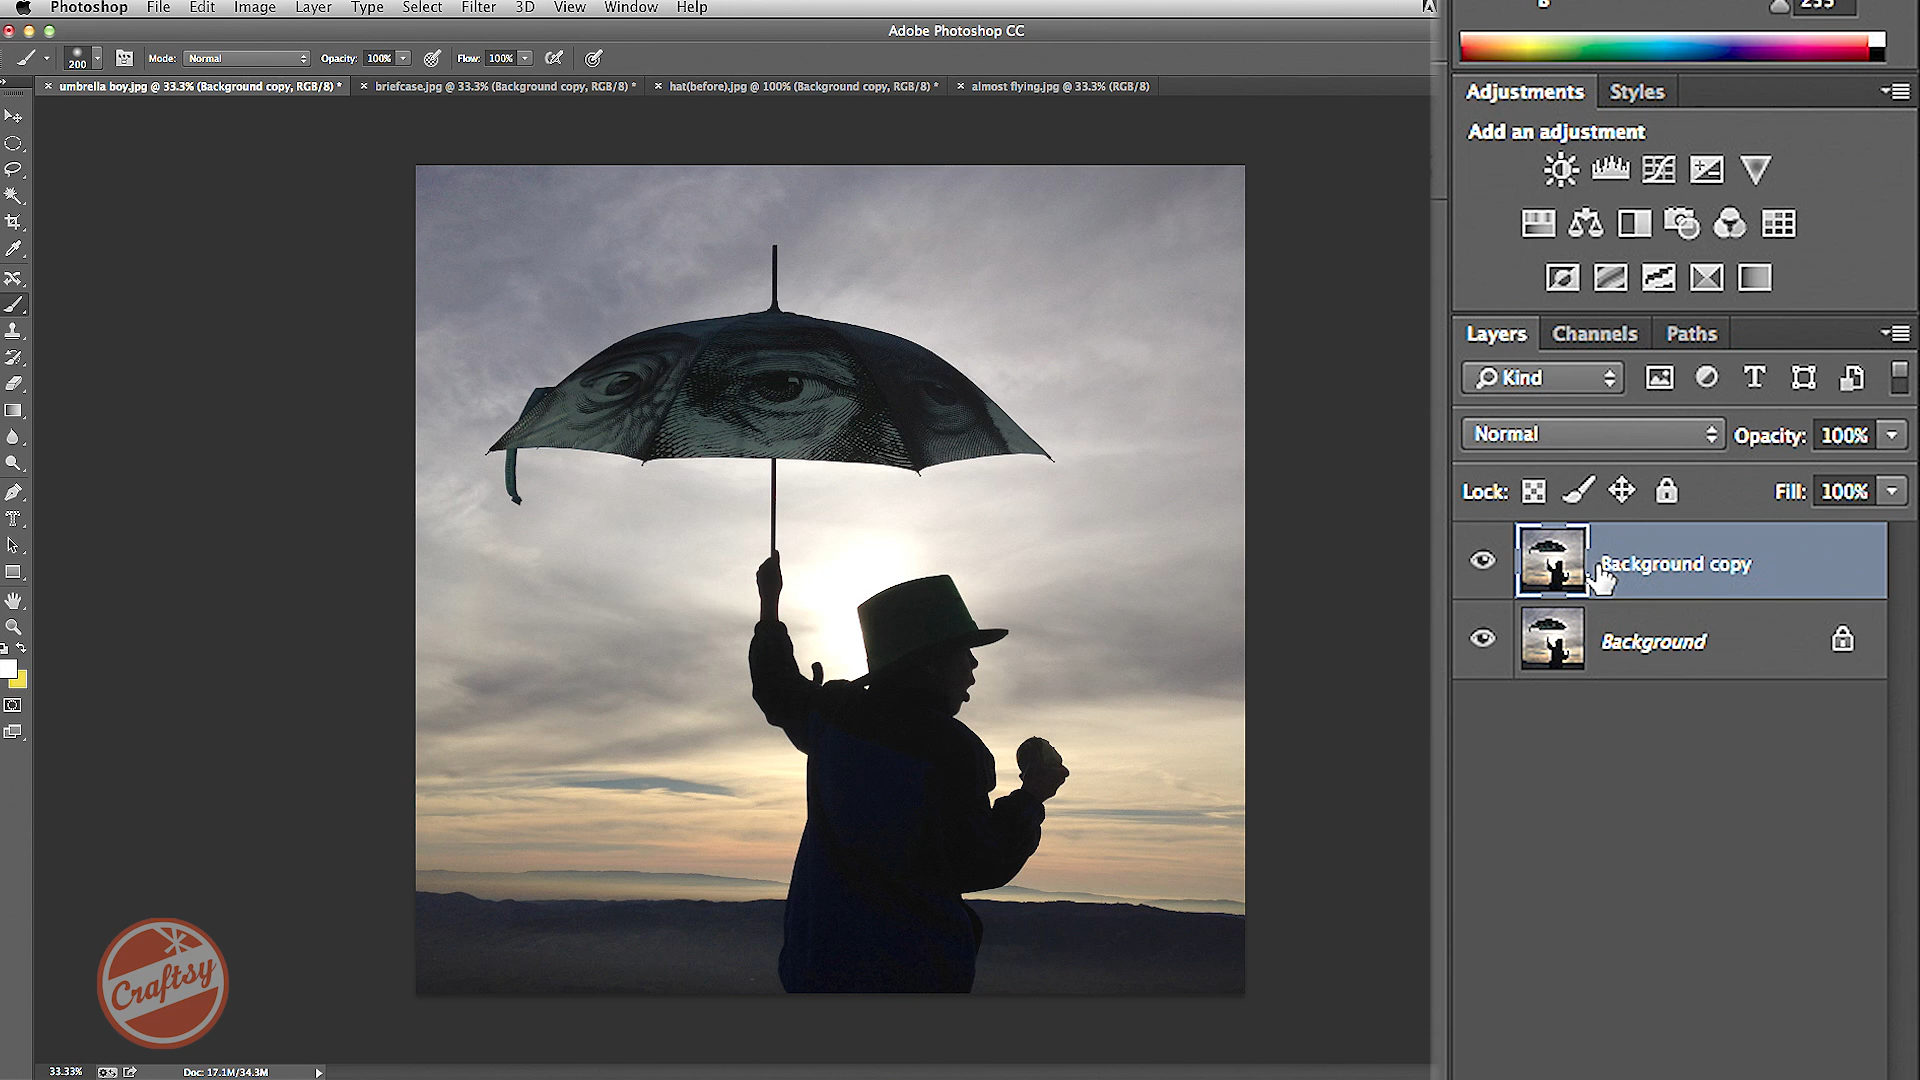 Photoshop File Edit Image Layer Type Select Filter 3D View Window Help
Adobe Photoshop CC
200 Mode: Normal Opacity: 100% Flow: 100%
× umbrella boy.jpg @ 33.3% (Background copy, RGB/8) * × briefcase.jpg @ 33.3% (Background copy, RGB/8) * × hat(before).jpg @ 100% (Background copy, RGB/8) * × almost flying.jpg @ 33.3% (RGB/8)
Adjustments Styles
Add an adjustment
Layers Channels Paths
Kind
Normal Opacity: 100%
Lock: Fill: 100%
Background copy
Background
Craftsy
33.33% Doc: 17.1M/34.3M